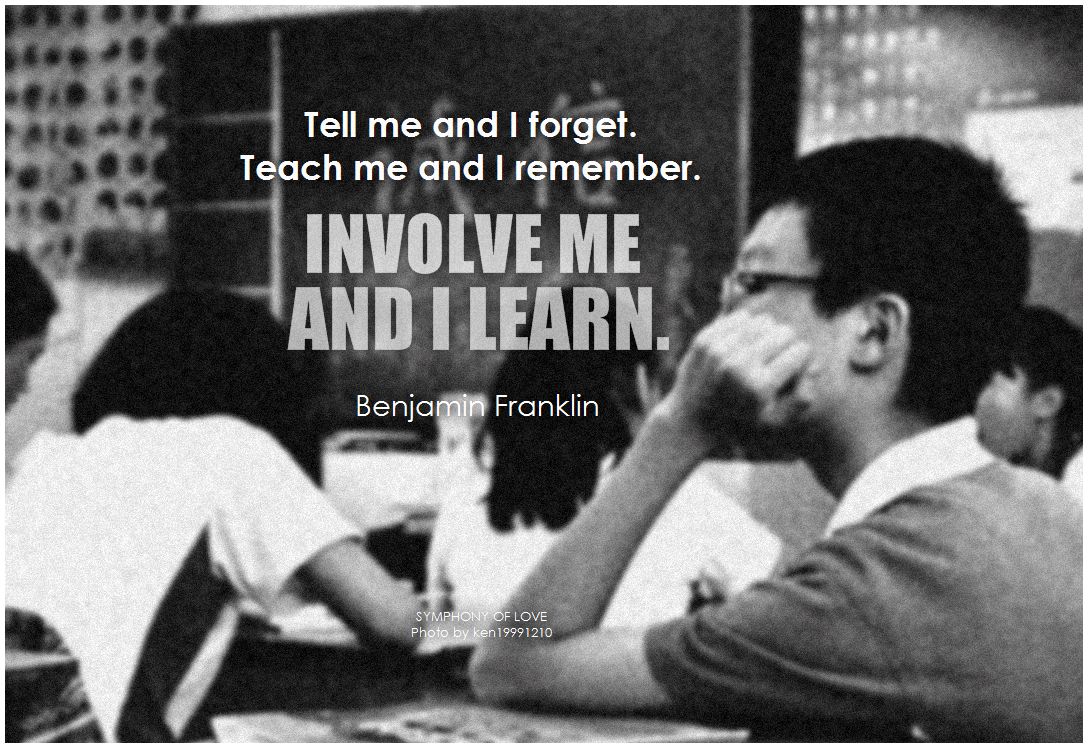 Tell me and I forget.
Teach me and I remember.
INVOLVE ME
AND I LEARN.
Benjamin Franklin
SYMPHONY OF LOVE
Photo by ken19991210